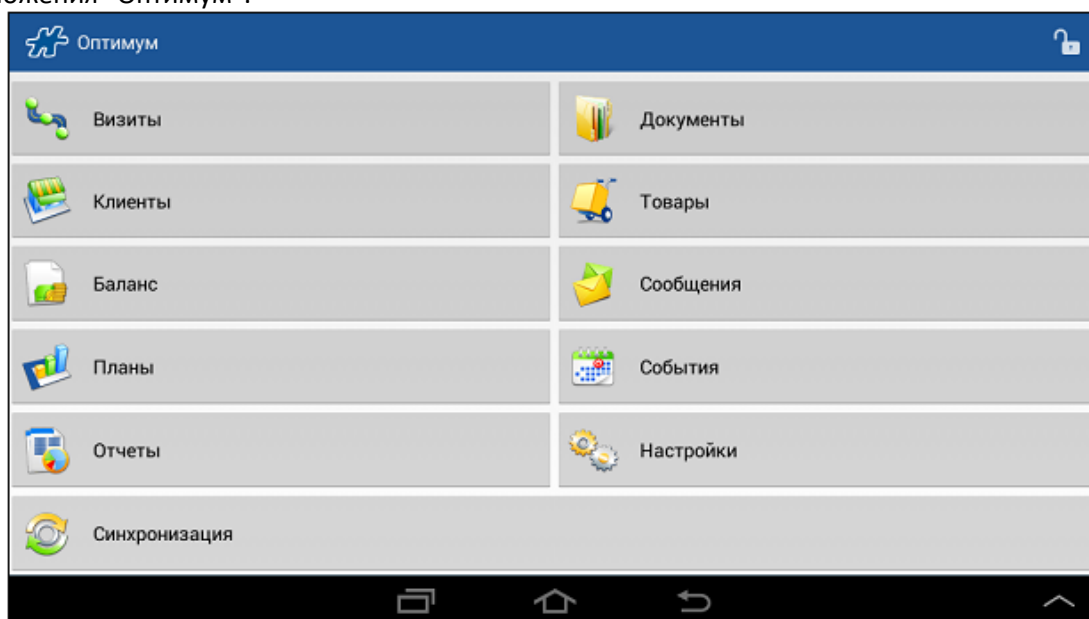 Оптимум
Визиты
Документы
Клиенты
Товары
Баланс
Сообщения
Планы
События
Отчеты
Настройки
Синхронизация